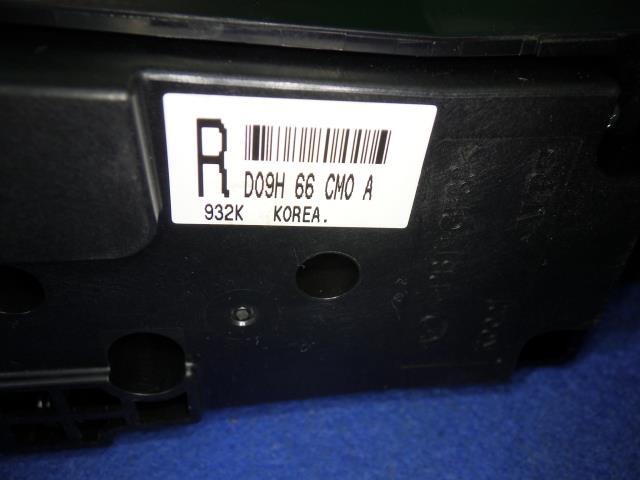 R
D09H 66 CM0 A
932K KOREA.